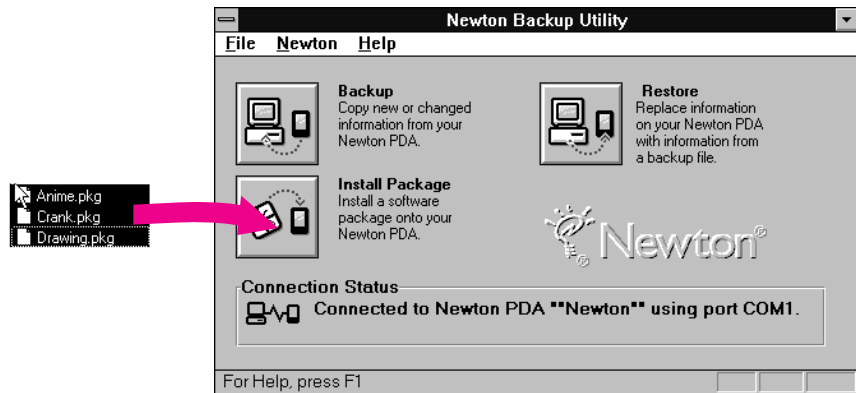 Newton Backup Utility
File Newton Help
Backup
Copy new or changed
information from your
Newton PDA.
Restore
Replace information
on your Newton PDA
with information from
a backup file.
Anime.pkg
Crank.pkg
Drawing.pkg
Install Package
Install a software
package onto your
Newton PDA.
Newton®
Connection Status
Connected to Newton PDA ""Newton"" using port COM1.
For Help, press F1